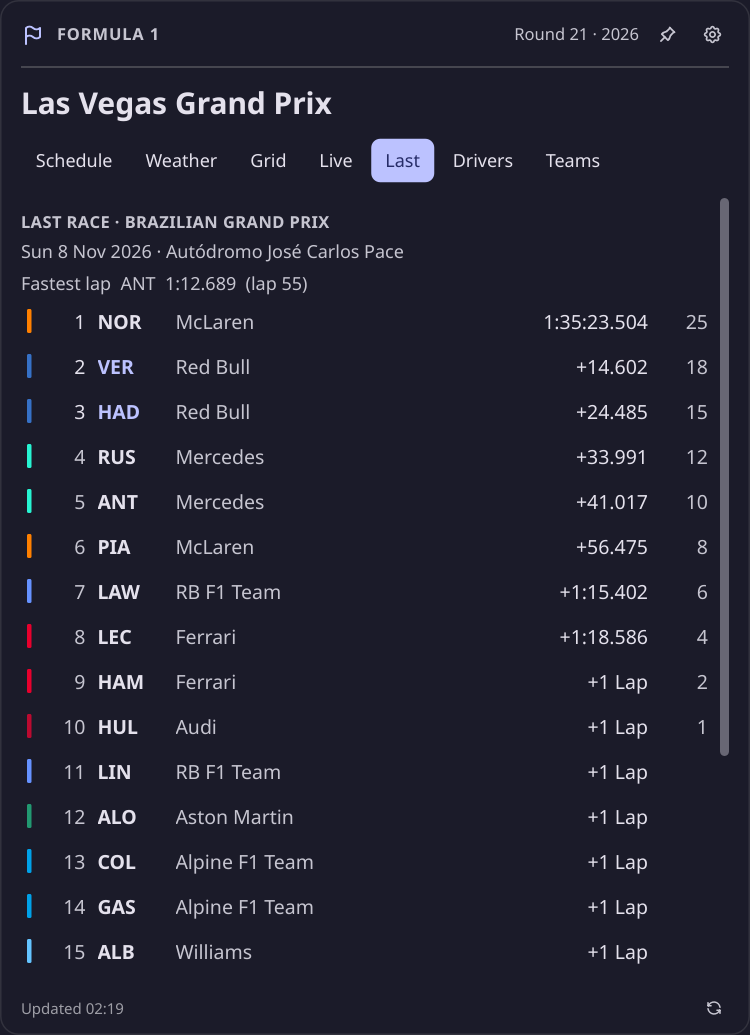 FORMULA 1 Round 21 · 2026
Las Vegas Grand Prix
Schedule Weather Grid Live Last Drivers Teams
LAST RACE · BRAZILIAN GRAND PRIX
Sun 8 Nov 2026 · Autódromo José Carlos Pace
Fastest lap ANT 1:12.689 (lap 55)
1 NOR McLaren 1:35:23.504 25
2 VER Red Bull +14.602 18
3 HAD Red Bull +24.485 15
4 RUS Mercedes +33.991 12
5 ANT Mercedes +41.017 10
6 PIA McLaren +56.475 8
7 LAW RB F1 Team +1:15.402 6
8 LEC Ferrari +1:18.586 4
9 HAM Ferrari +1 Lap 2
10 HUL Audi +1 Lap 1
11 LIN RB F1 Team +1 Lap
12 ALO Aston Martin +1 Lap
13 COL Alpine F1 Team +1 Lap
14 GAS Alpine F1 Team +1 Lap
15 ALB Williams +1 Lap
Updated 02:19